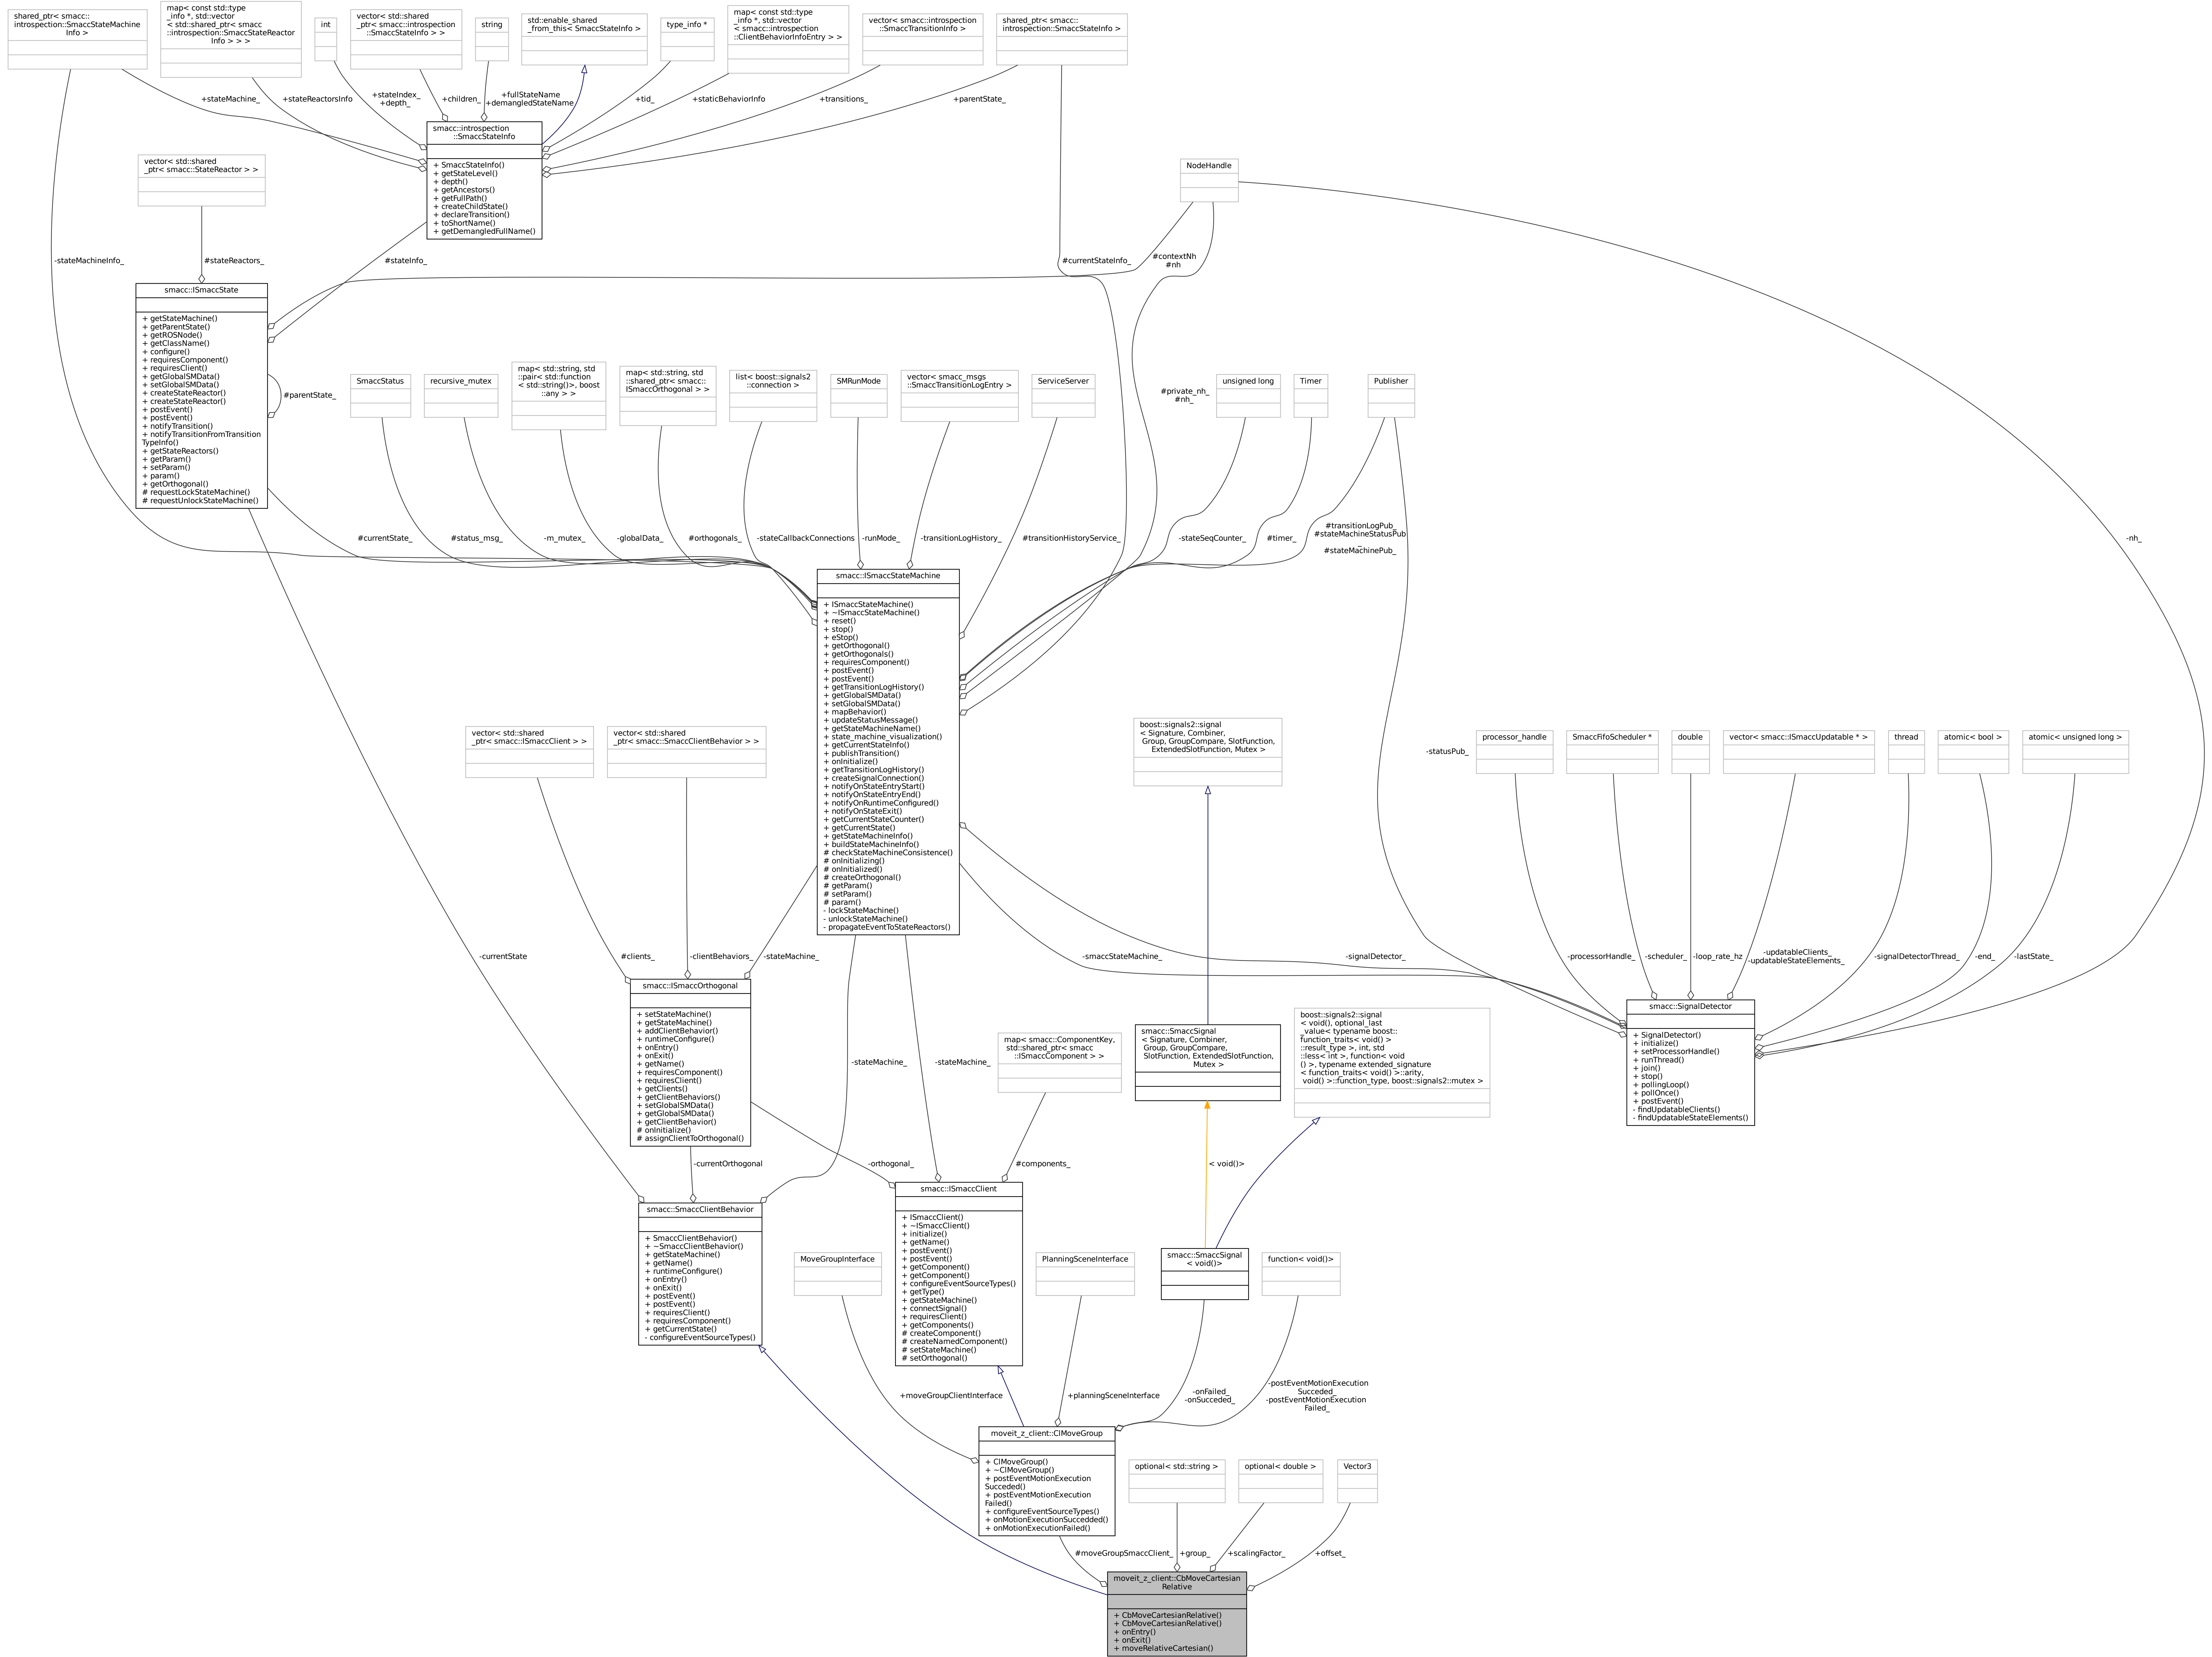 shared_ptr< smacc::
introspection::SmaccStateMachine
Info >
map< const std::type
_info *, std::vector
< std::shared_ptr< smacc
::introspection::SmaccStateReactor
Info > > >
int
vector< std::shared
_ptr< smacc::introspection
::SmaccStateInfo > >
string
std::enable_shared
_from_this< SmaccStateInfo >
type_info *
map< const std::type
_info *, std::vector
< smacc::introspection
::ClientBehaviorInfoEntry > >
vector< smacc::introspection
::SmaccTransitionInfo >
shared_ptr< smacc::
introspection::SmaccStateInfo >
+stateMachine_
+stateReactorsInfo
+stateIndex_
+depth_
+children_
+fullStateName
+demangledStateName
+tid_
+staticBehaviorInfo
+transitions_
+parentState_
smacc::introspection
::SmaccStateInfo
+ SmaccStateInfo()
+ getStateLevel()
+ depth()
+ getAncestors()
+ getFullPath()
+ createChildState()
+ declareTransition()
+ toShortName()
+ getDemangledFullName()
vector< std::shared
_ptr< smacc::StateReactor > >
NodeHandle
-stateMachineInfo_
#stateReactors_
#stateInfo_
#contextNh
#nh
#currentStateInfo_
smacc::ISmaccState
+ getStateMachine()
+ getParentState()
+ getROSNode()
+ getClassName()
+ configure()
+ requiresComponent()
+ requiresClient()
+ getGlobalSMData()
+ setGlobalSMData()
+ createStateReactor()
+ createStateReactor()
+ postEvent()
+ postEvent()
+ notifyTransition()
+ notifyTransitionFromTransition
TypeInfo()
+ getStateReactors()
+ getParam()
+ setParam()
+ param()
+ getOrthogonal()
# requestLockStateMachine()
# requestUnlockStateMachine()
#parentState_
SmaccStatus
recursive_mutex
map< std::string, std
::pair< std::function
< std::string()>, boost
::any > >
map< std::string, std
::shared_ptr< smacc::
ISmaccOrthogonal > >
list< boost::signals2
::connection >
SMRunMode
vector< smacc_msgs
::SmaccTransitionLogEntry >
ServiceServer
#private_nh_
#nh_
unsigned long
Timer
Publisher
#currentState_
#status_msg_
-m_mutex_
-globalData_
#orthogonals_
-stateCallbackConnections
-runMode_
-transitionLogHistory_
#transitionHistoryService_
-stateSeqCounter_
#timer_
#transitionLogPub_
#stateMachineStatusPub
_
#stateMachinePub_
-nh_
smacc::ISmaccStateMachine
+ ISmaccStateMachine()
+ ~ISmaccStateMachine()
+ reset()
+ stop()
+ eStop()
+ getOrthogonal()
+ getOrthogonals()
+ requiresComponent()
+ postEvent()
+ postEvent()
+ getTransitionLogHistory()
+ getGlobalSMData()
+ setGlobalSMData()
+ mapBehavior()
+ updateStatusMessage()
+ getStateMachineName()
+ state_machine_visualization()
+ getCurrentStateInfo()
+ publishTransition()
+ onInitialize()
+ getTransitionLogHistory()
+ createSignalConnection()
+ notifyOnStateEntryStart()
+ notifyOnStateEntryEnd()
+ notifyOnRuntimeConfigured()
+ notifyOnStateExit()
+ getCurrentStateCounter()
+ getCurrentState()
+ getStateMachineInfo()
+ buildStateMachineInfo()
# checkStateMachineConsistence()
# onInitializing()
# onInitialized()
# createOrthogonal()
# getParam()
# setParam()
# param()
- lockStateMachine()
- unlockStateMachine()
- propagateEventToStateReactors()
vector< std::shared
_ptr< smacc::ISmaccClient > >
vector< std::shared
_ptr< smacc::SmaccClientBehavior > >
boost::signals2::signal
< Signature, Combiner,
Group, GroupCompare, SlotFunction,
ExtendedSlotFunction, Mutex >
-statusPub_
processor_handle
SmaccFifoScheduler *
double
vector< smacc::ISmaccUpdatable * >
thread
atomic< bool >
atomic< unsigned long >
-currentState
#clients_
-clientBehaviors_
-stateMachine_
-smaccStateMachine_
-signalDetector_
-processorHandle_
-scheduler_
-loop_rate_hz
-updatableClients_
-updatableStateElements_
-signalDetectorThread_
-end_
-lastState_
smacc::ISmaccOrthogonal
+ setStateMachine()
+ getStateMachine()
+ addClientBehavior()
+ runtimeConfigure()
+ onEntry()
+ onExit()
+ getName()
+ requiresComponent()
+ requiresClient()
+ getClients()
+ getClientBehaviors()
+ setGlobalSMData()
+ getGlobalSMData()
+ getClientBehavior()
# onInitialize()
# assignClientToOrthogonal()
-stateMachine_
-stateMachine_
map< smacc::ComponentKey,
std::shared_ptr< smacc
::ISmaccComponent > >
smacc::SmaccSignal
< Signature, Combiner,
Group, GroupCompare,
SlotFunction, ExtendedSlotFunction,
Mutex >
boost::signals2::signal
< void(), optional_last
_value< typename boost::
function_traits< void() >
::result_type >, int, std
::less< int >, function< void
() >, typename extended_signature
< function_traits< void() >::arity,
void() >::function_type, boost::signals2::mutex >
smacc::SignalDetector
+ SignalDetector()
+ initialize()
+ setProcessorHandle()
+ runThread()
+ join()
+ stop()
+ pollingLoop()
+ pollOnce()
+ postEvent()
- findUpdatableClients()
- findUpdatableStateElements()
-currentOrthogonal
-orthogonal_
#components_
< void()>
smacc::SmaccClientBehavior
+ SmaccClientBehavior()
+ ~SmaccClientBehavior()
+ getStateMachine()
+ getName()
+ runtimeConfigure()
+ onEntry()
+ onExit()
+ postEvent()
+ postEvent()
+ requiresClient()
+ requiresComponent()
+ getCurrentState()
- configureEventSourceTypes()
MoveGroupInterface
smacc::ISmaccClient
+ ISmaccClient()
+ ~ISmaccClient()
+ initialize()
+ getName()
+ postEvent()
+ postEvent()
+ getComponent()
+ getComponent()
+ configureEventSourceTypes()
+ getType()
+ getStateMachine()
+ connectSignal()
+ requiresClient()
+ getComponents()
# createComponent()
# createNamedComponent()
# setStateMachine()
# setOrthogonal()
PlanningSceneInterface
smacc::SmaccSignal
< void()>
function< void()>
+moveGroupClientInterface
+planningSceneInterface
-onFailed_
-onSucceded_
-postEventMotionExecution
Succeded_
-postEventMotionExecution
Failed_
moveit_z_client::ClMoveGroup
+ ClMoveGroup()
+ ~ClMoveGroup()
+ postEventMotionExecution
Succeded()
+ postEventMotionExecution
Failed()
+ configureEventSourceTypes()
+ onMotionExecutionSuccedded()
+ onMotionExecutionFailed()
optional< std::string >
optional< double >
Vector3
#moveGroupSmaccClient_
+group_
+scalingFactor_
+offset_
moveit_z_client::CbMoveCartesian
Relative
+ CbMoveCartesianRelative()
+ CbMoveCartesianRelative()
+ onEntry()
+ onExit()
+ moveRelativeCartesian()